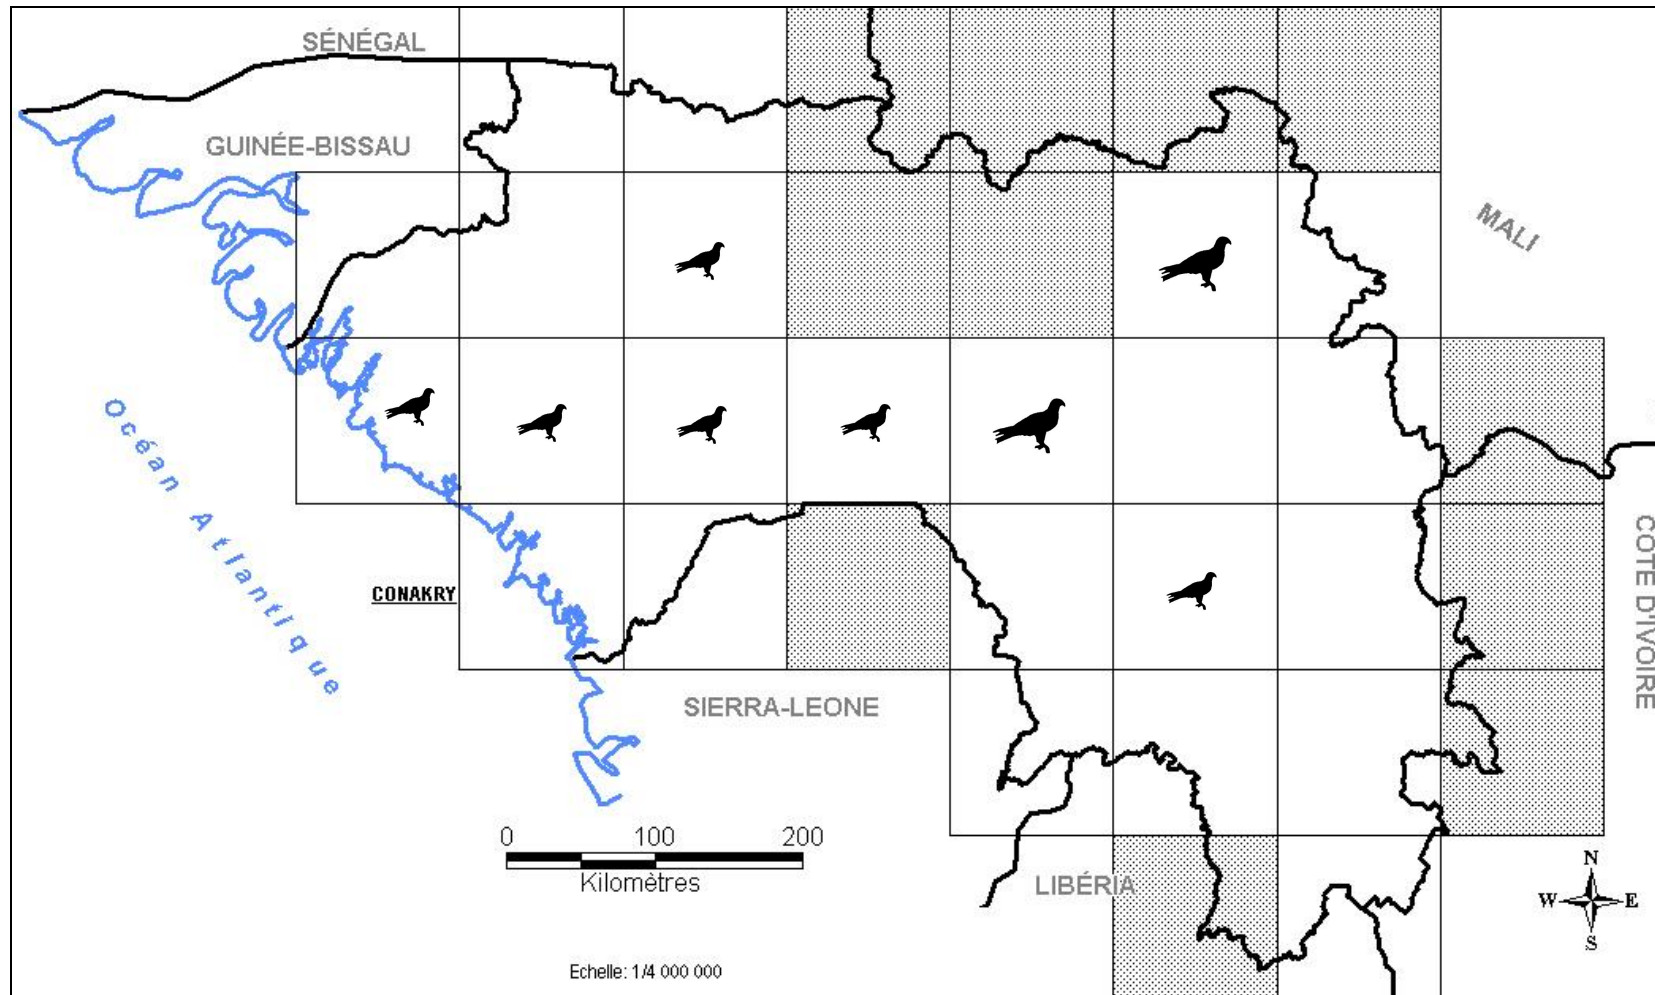 SÉNÉGAL
GUINÉE-BISSAU
MALI
Océan Atlantique
CONAKRY
COTE D'IVOIRE
SIERRA-LEONE
0 100 200
Kilomètres
LIBÉRIA
N
W E
S
Echelle: 1/4 000 000